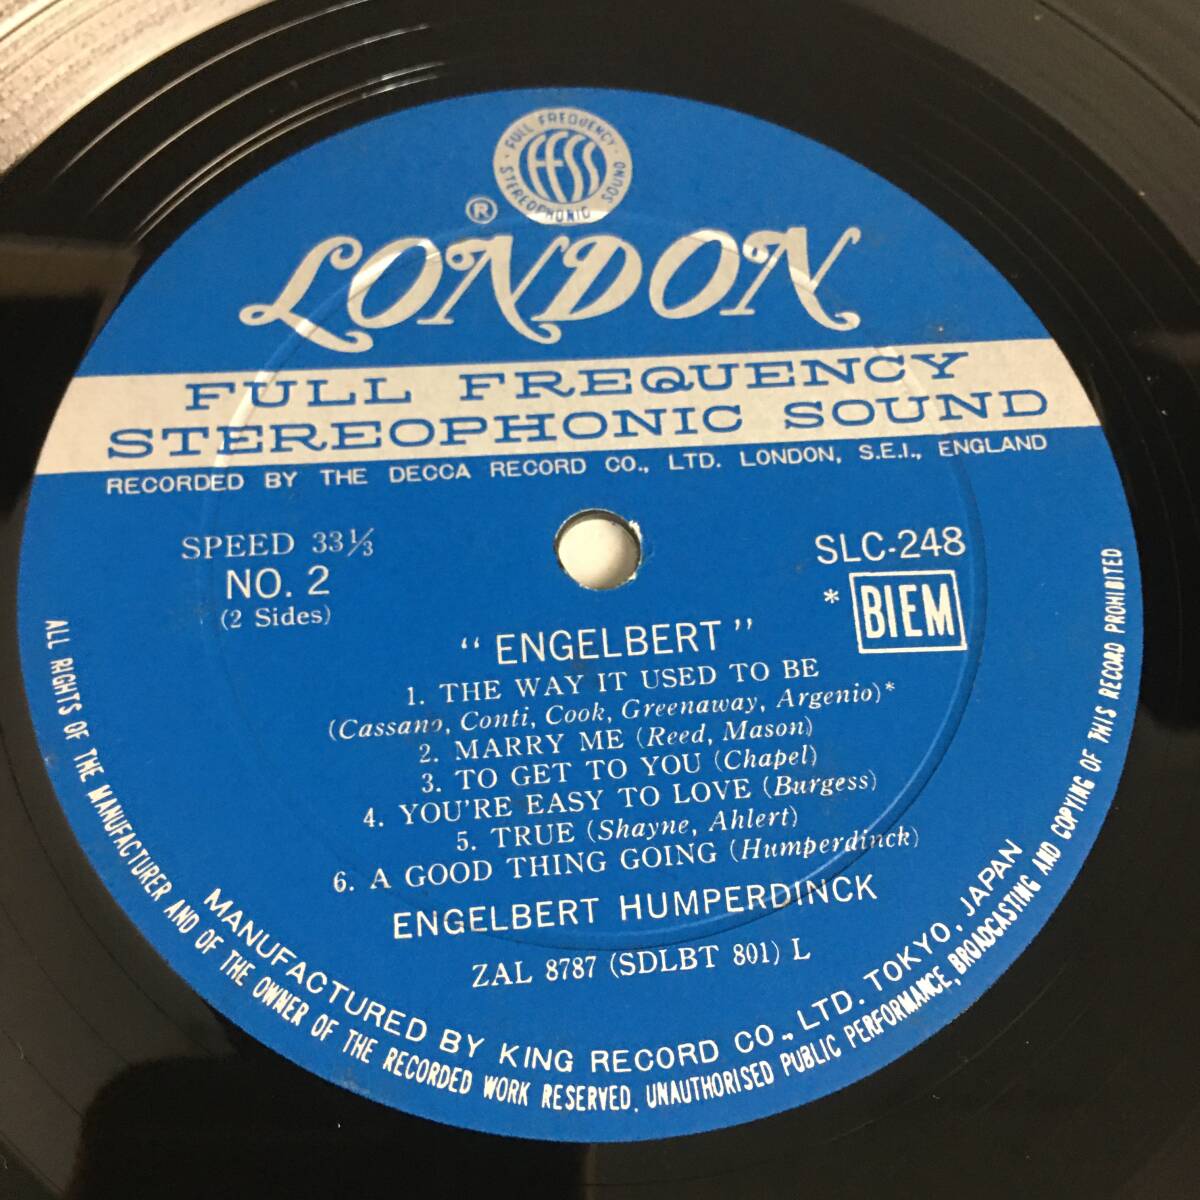 FULL FREQUENCY
STEREOPHONIC SOUND
FFSS
®
LONDON
FULL FREQUENCY
STEREOPHONIC SOUND
RECORDED BY THE DECCA RECORD CO., LTD. LONDON, S.E.I., ENGLAND
SPEED 33⅓
NO. 2
(2 Sides)
SLC-248
* BIEM
"ENGELBERT"
1. THE WAY IT USED TO BE
(Cassano, Conti, Cook, Greenaway, Argenio)*
2. MARRY ME (Reed, Mason)
3. TO GET TO YOU (Chapel)
4. YOU'RE EASY TO LOVE (Burgess)
5. TRUE (Shayne, Ahlert)
6. A GOOD THING GOING (Humperdinck)
ENGELBERT HUMPERDINCK
ZAL 8787 (SDLBT 801) L
MANUFACTURED BY KING RECORD CO., LTD. TOKYO, JAPAN
ALL RIGHTS OF THE MANUFACTURER AND OF THE OWNER OF THE RECORDED WORK RESERVED. UNAUTHORISED PUBLIC PERFORMANCE, BROADCASTING AND COPYING OF THIS RECORD PROHIBITED